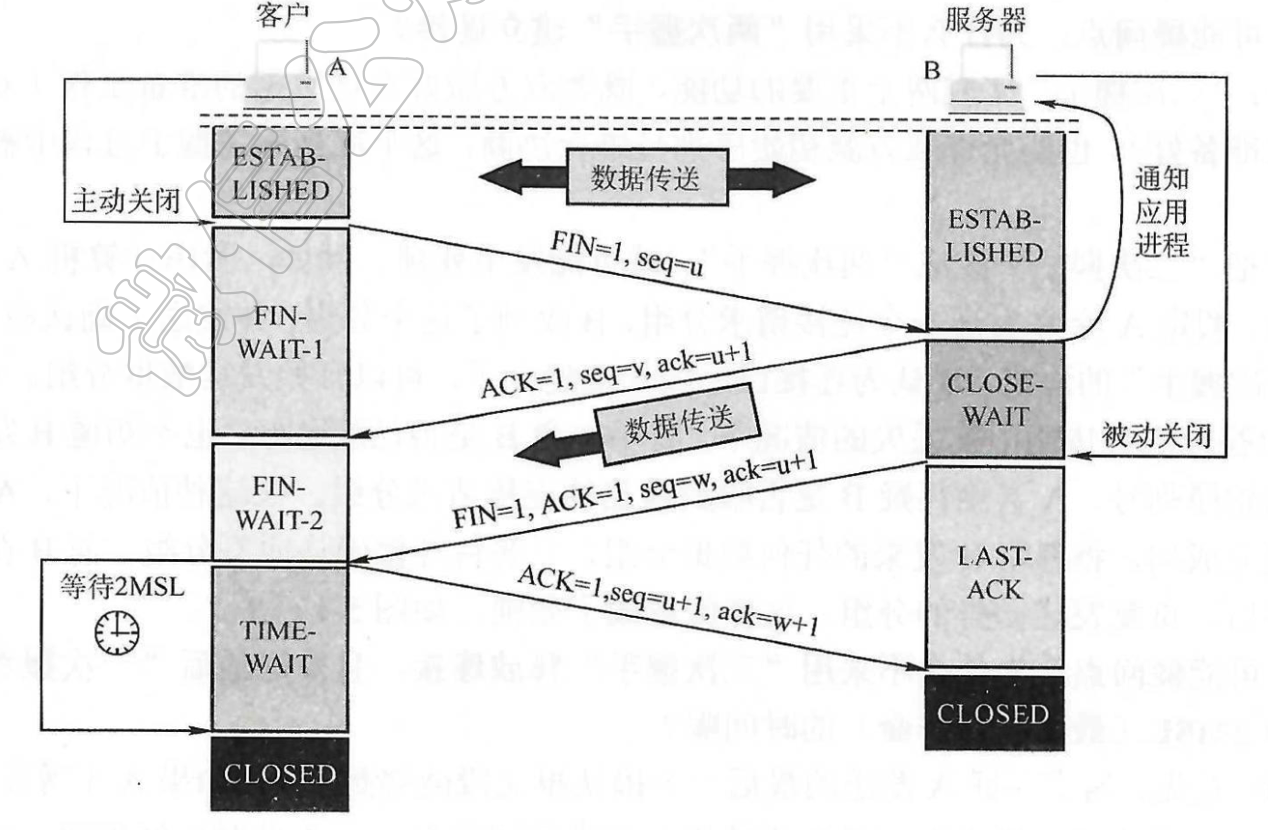 客户
服务器
A
B
ESTAB-
LISHED
数据传送
通知
应用
进程
主动关闭
ESTAB-
LISHED
FIN=1, seq=u
FIN-
WAIT-1
ACK=1, seq=v, ack=u+1
CLOSE-
WAIT
数据传送
被动关闭
FIN-
WAIT-2
FIN=1, ACK=1, seq=w, ack=u+1
LAST-
ACK
等待2MSL
ACK=1,seq=u+1, ack=w+1
TIME-
WAIT
CLOSED
CLOSED